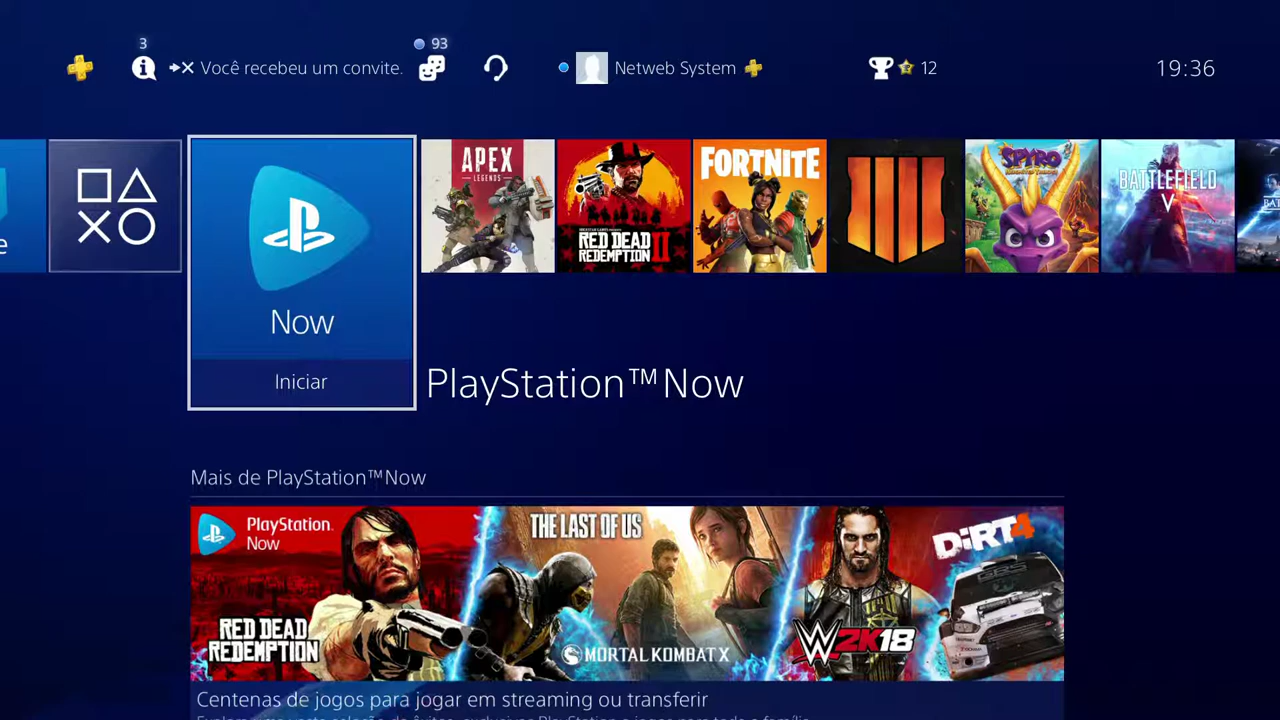 3
Você recebeu um convite.
93
Netweb System
12
19:36
e
Now
Iniciar
APEX
LEGENDS
RED DEAD
REDEMPTION II
FORTNITE
IIII
SPYRO
BATTLEFIELD
V
PlayStation™Now
Mais de PlayStation™Now
PlayStation
Now
RED DEAD
REDEMPTION
THE LAST OF US
MORTAL KOMBAT X
W2K18
DiRT4
Centenas de jogos para jogar em streaming ou transferir